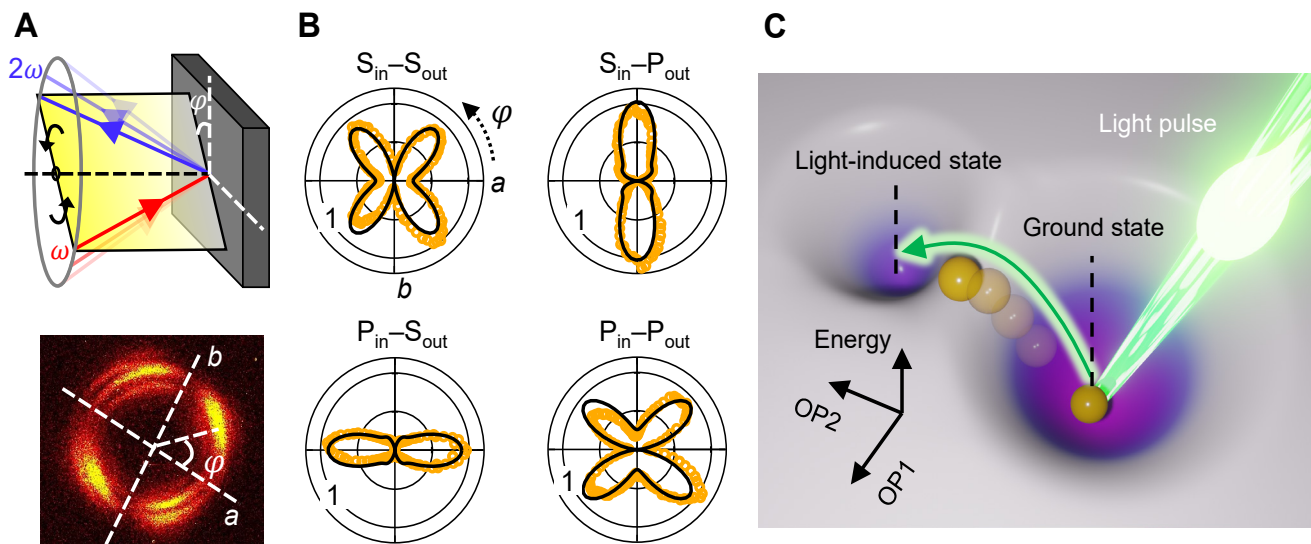 A
2ω
φ
ω
b
φ
a
B
S_in–S_out
φ
a
1
b
S_in–P_out
1
P_in–S_out
1
P_in–P_out
1
C
Light pulse
Light-induced state
Ground state
Energy
OP2
OP1